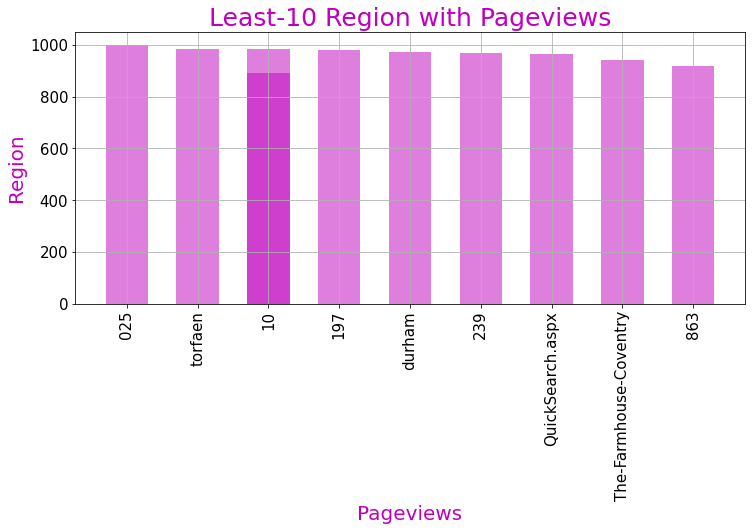 Least-10 Region with Pageviews
Region
1000
800
600
400
200
0
025
torfaen
10
197
durham
239
QuickSearch.aspx
The-Farmhouse-Coventry
863
Pageviews